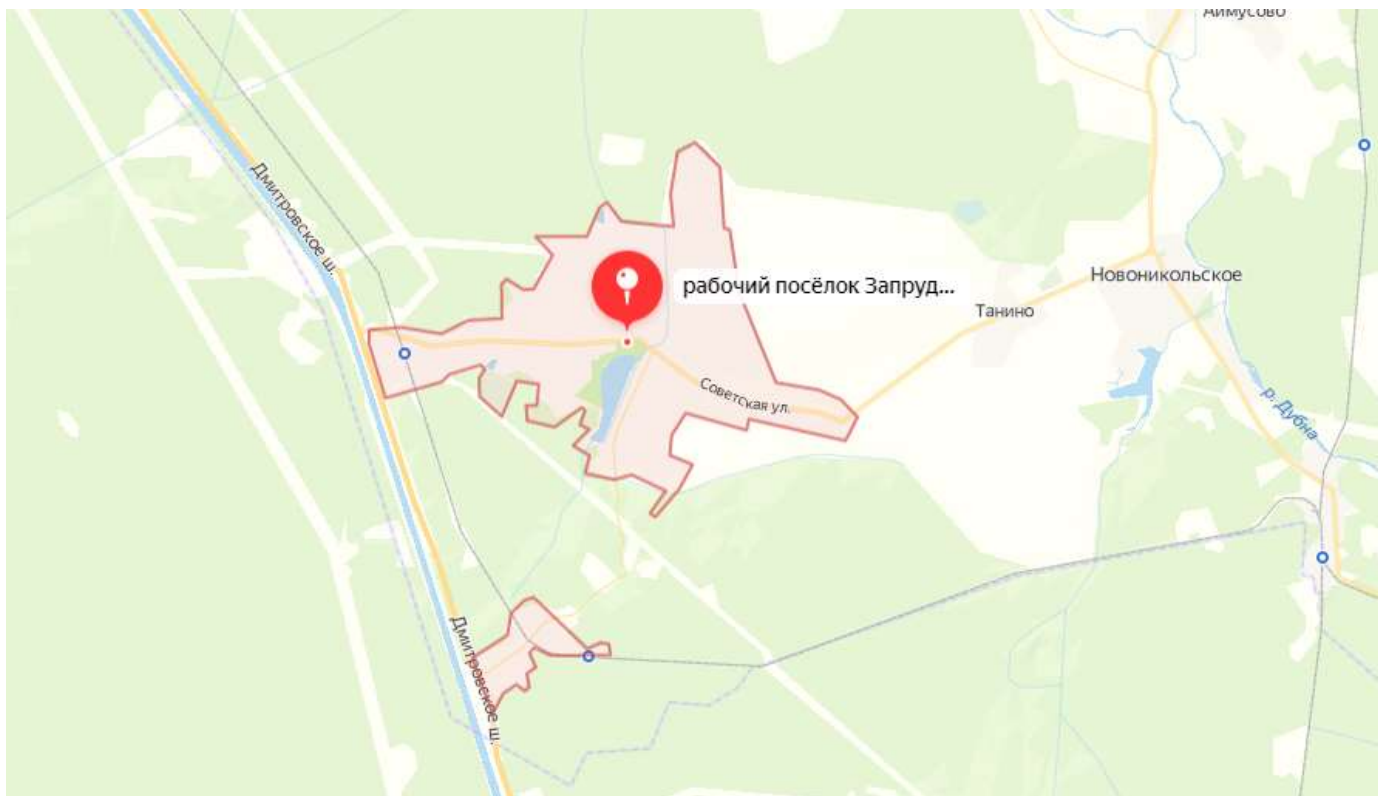 Аймусово
Дмитровское ш.
Новоникольское
рабочий посёлок Запруд...
Танино
Советская ул.
р. Дубна
Дмитровское ш.